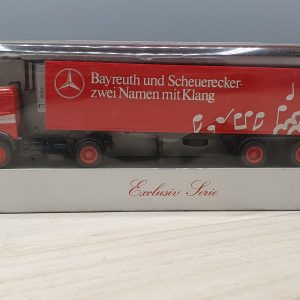 Bayreuth und Scheuerecker-
zwei Namen mit Klang
Exclusiv Serie